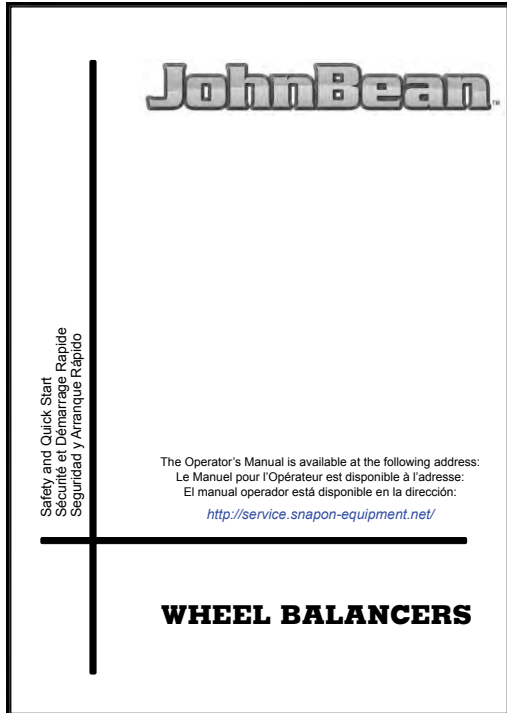 JohnBean™
Safety and Quick Start
Sécurité et Démarrage Rapide
Seguridad y Arranque Rápido
The Operator's Manual is available at the following address:
Le Manuel pour l'Opérateur est disponible à l'adresse:
El manual operador está disponible en la dirección:
http://service.snapon-equipment.net/
WHEEL BALANCERS